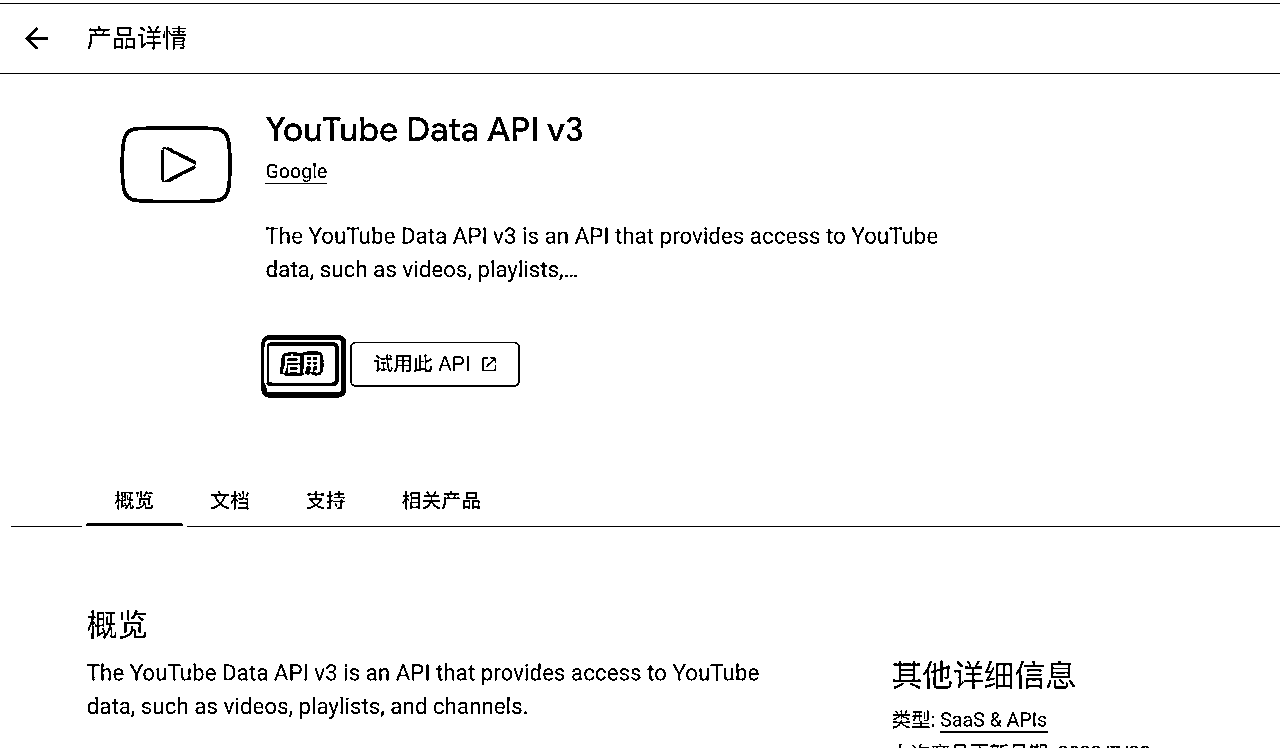 产品详情
YouTube Data API v3
Google
The YouTube Data API v3 is an API that provides access to YouTube
data, such as videos, playlists,...
启用
试用此 API
概览 文档 支持 相关产品
概览
The YouTube Data API v3 is an API that provides access to YouTube
data, such as videos, playlists, and channels.
其他详细信息
类型: SaaS & APIs